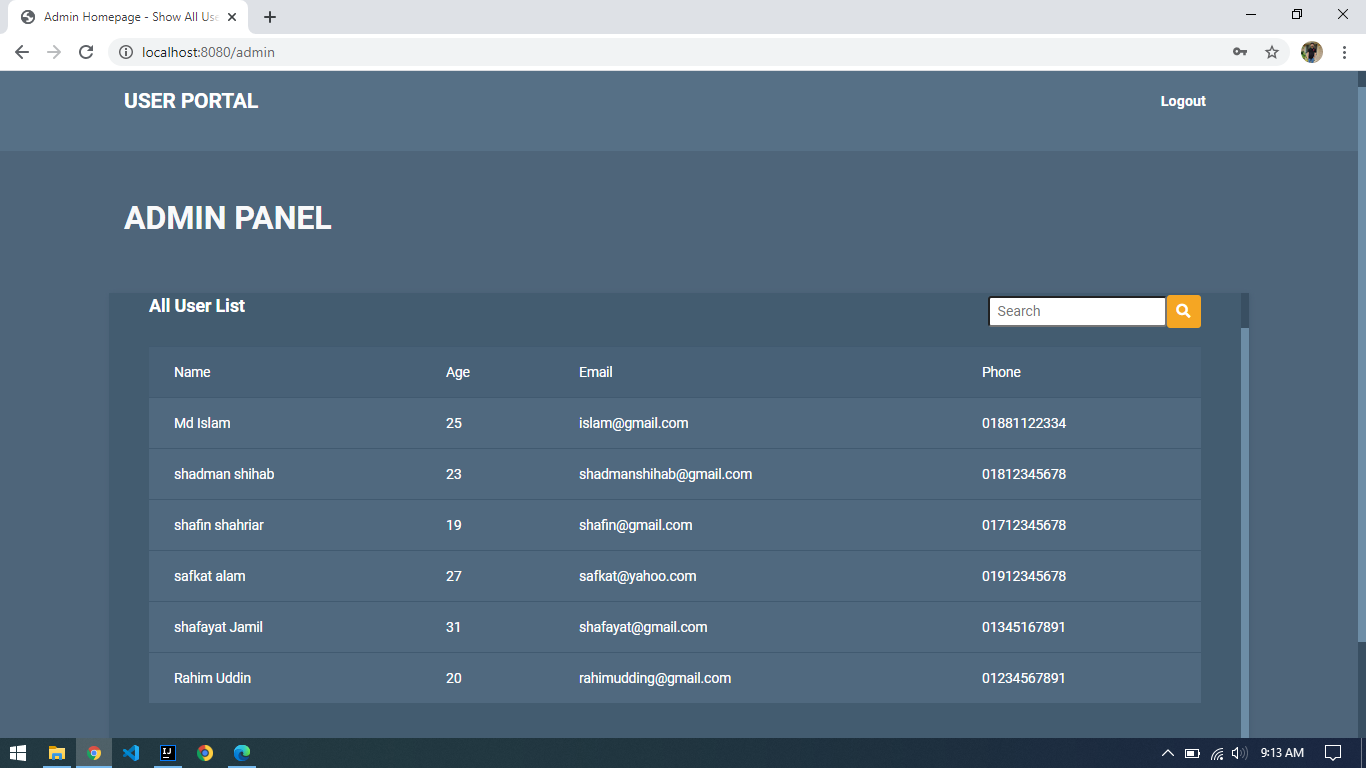 Admin Homepage - Show All Use
localhost:8080/admin
USER PORTAL
Logout
ADMIN PANEL
All User List
Search
Name Age Email Phone
Md Islam 25 islam@gmail.com 01881122334
shadman shihab 23 shadmanshihab@gmail.com 01812345678
shafin shahriar 19 shafin@gmail.com 01712345678
safkat alam 27 safkat@yahoo.com 01912345678
shafayat Jamil 31 shafayat@gmail.com 01345167891
Rahim Uddin 20 rahimudding@gmail.com 01234567891
IJ
9:13 AM